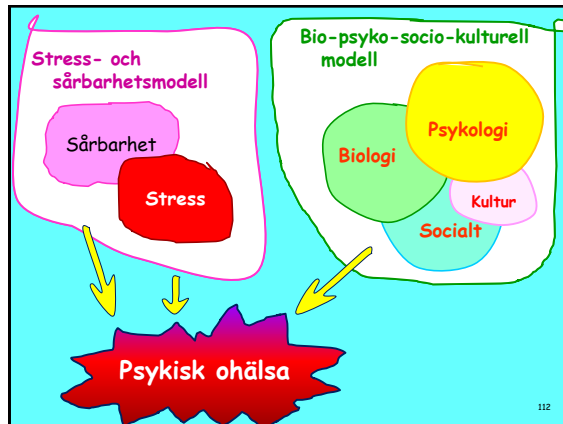 Stress- och
sårbarhetsmodell
Sårbarhet
Stress
Bio-psyko-socio-kulturell
modell
Psykologi
Biologi
Kultur
Socialt
Psykisk ohälsa
112